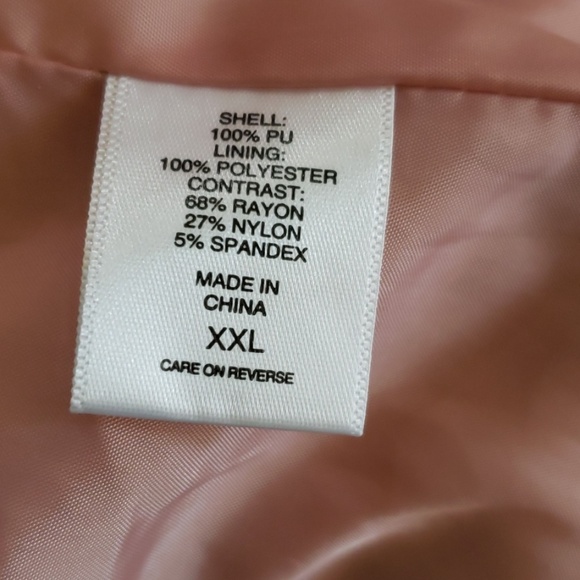 SHELL:
100% PU
LINING:
100% POLYESTER
CONTRAST:
68% RAYON
27% NYLON
5% SPANDEX
MADE IN
CHINA
XXL
CARE ON REVERSE